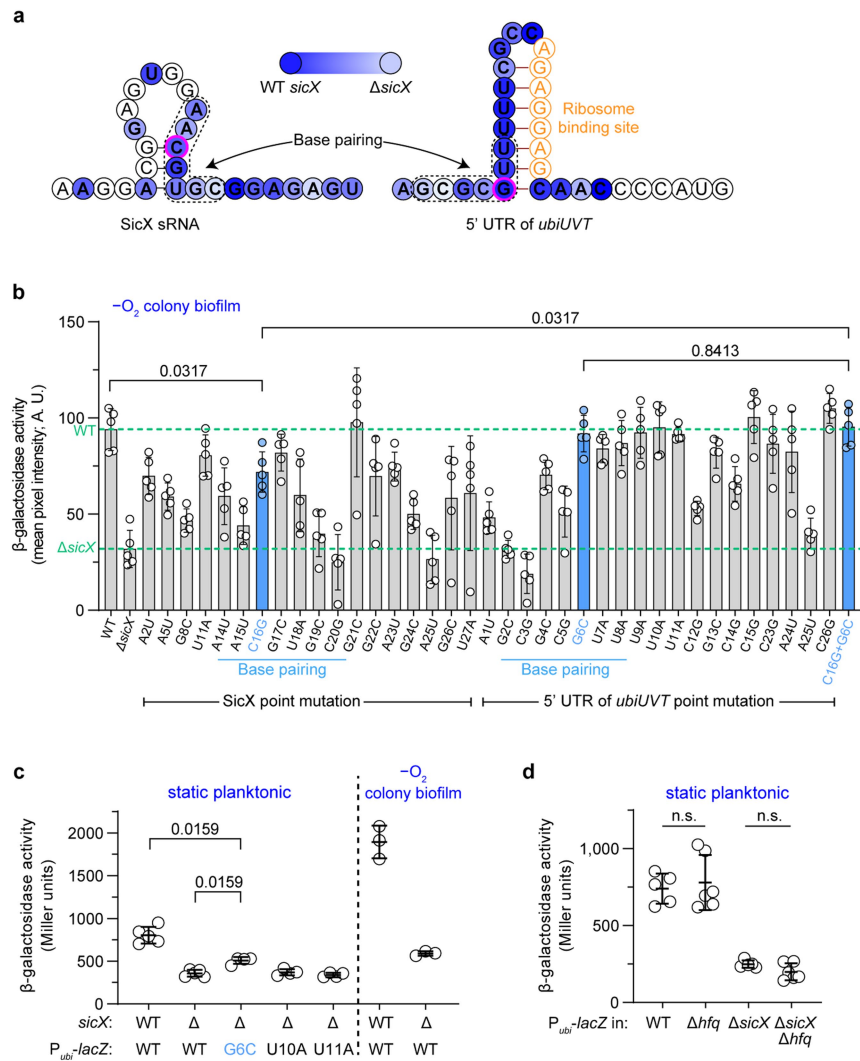 a
WT sicX
ΔsicX
AAGGACGGAGUGGAACGUGCGGAGAGU
Base pairing
SicX sRNA
AGCGCGUUUUUCGCCAGAGGAGCAACCCCAUG
Ribosome
binding site
5' UTR of ubiUVT
b
−O2 colony biofilm
β-galactosidase activity
(mean pixel intensity; A. U.)
150
100
50
0
WT
ΔsicX
0.0317
0.0317
0.8413
WT ΔsicX A2U A5U G8C U11A A14U A15U C16G G17C U18A G19C C20G G21C G22C A23U G24C A25U G26C U27A A1U G2C C3G G4C C5G G6C U7A U8A U9A U10A U11A C12G G13C C14G C15G C23G A24U A25U C26G C16G+G6C
Base pairing
Base pairing
SicX point mutation
5' UTR of ubiUVT point mutation
c
static planktonic
−O2
colony biofilm
β-galactosidase activity
(Miller units)
2000
1500
1000
500
0
0.0159
0.0159
sicX: WT Δ Δ Δ Δ WT Δ
Pubi-lacZ: WT WT G6C U10A U11A WT WT
d
static planktonic
n.s. n.s.
β-galactosidase activity
(Miller units)
1,000
500
0
Pubi-lacZ in: WT Δhfq ΔsicX ΔsicX
Δhfq